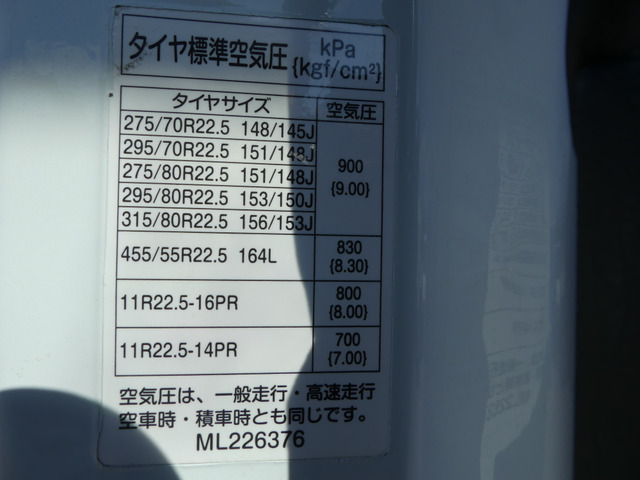 タイヤ標準空気圧 kPa
{kgf/cm²}
タイヤサイズ 空気圧
275/70R22.5 148/145J
295/70R22.5 151/148J
275/80R22.5 151/148J
295/80R22.5 153/150J
315/80R22.5 156/153J
900
{9.00}
455/55R22.5 164L 830
{8.30}
11R22.5-16PR 800
{8.00}
11R22.5-14PR 700
{7.00}
空気圧は、一般走行・高速走行
空車時・積車時とも同じです。
ML226376